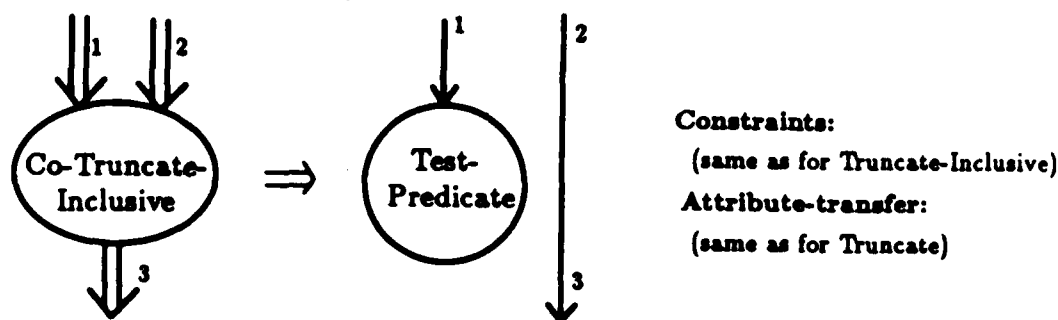 1
2
Co-Truncate-
Inclusive
3
1
Test-
Predicate
2
3
Constraints:
(same as for Truncate-Inclusive)
Attribute-transfer:
(same as for Truncate)